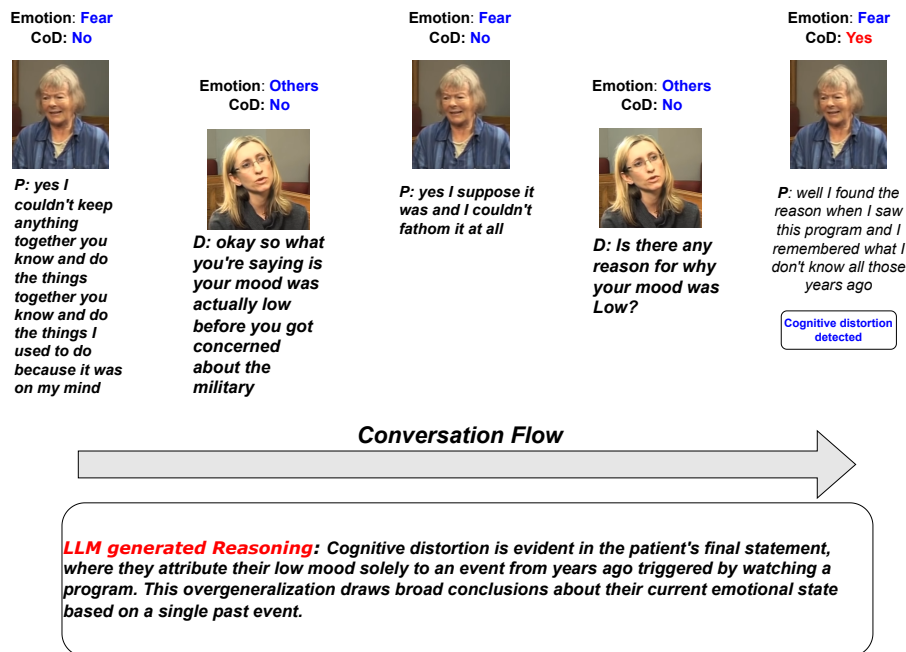 Emotion: Fear
CoD: No
P: yes I
couldn't keep
anything
together you
know and do
the things
together you
know and do
the things I
used to do
because it was
on my mind
Emotion: Others
CoD: No
D: okay so what
you're saying is
your mood was
actually low
before you got
concerned
about the
military
Emotion: Fear
CoD: No
P: yes I suppose it
was and I couldn't
fathom it at all
Emotion: Others
CoD: No
D: Is there any
reason for why
your mood was
Low?
Emotion: Fear
CoD: Yes
P: well I found the
reason when I saw
this program and I
remembered what I
don't know all those
years ago
Cognitive distortion
detected
Conversation Flow
LLM generated Reasoning: Cognitive distortion is evident in the patient's final statement,
where they attribute their low mood solely to an event from years ago triggered by watching a
program. This overgeneralization draws broad conclusions about their current emotional state
based on a single past event.